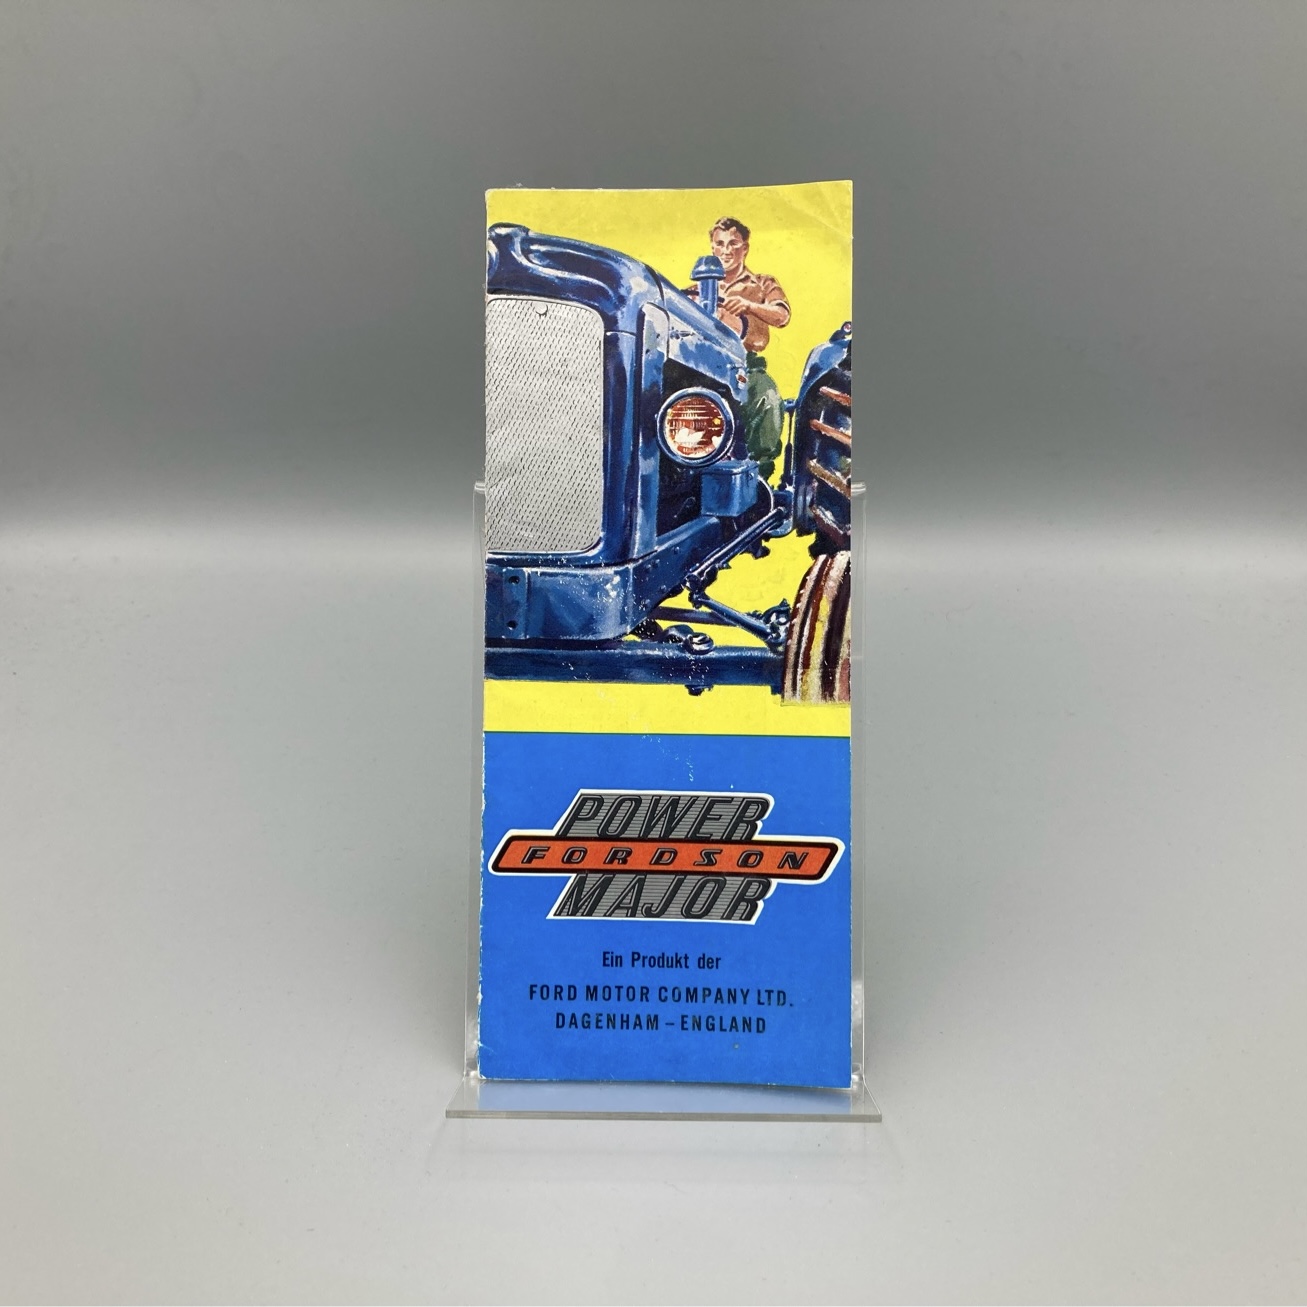 POWER
FORDSON
MAJOR
Ein Produkt der
FORD MOTOR COMPANY LTD.
DAGENHAM – ENGLAND